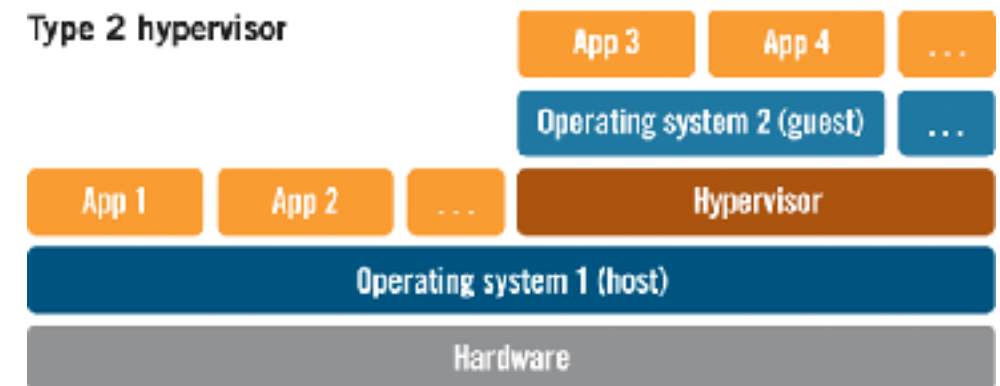 Type 2 hypervisor
App 3 App 4 ...
Operating system 2 (guest) ...
App 1 App 2 ... Hypervisor
Operating system 1 (host)
Hardware